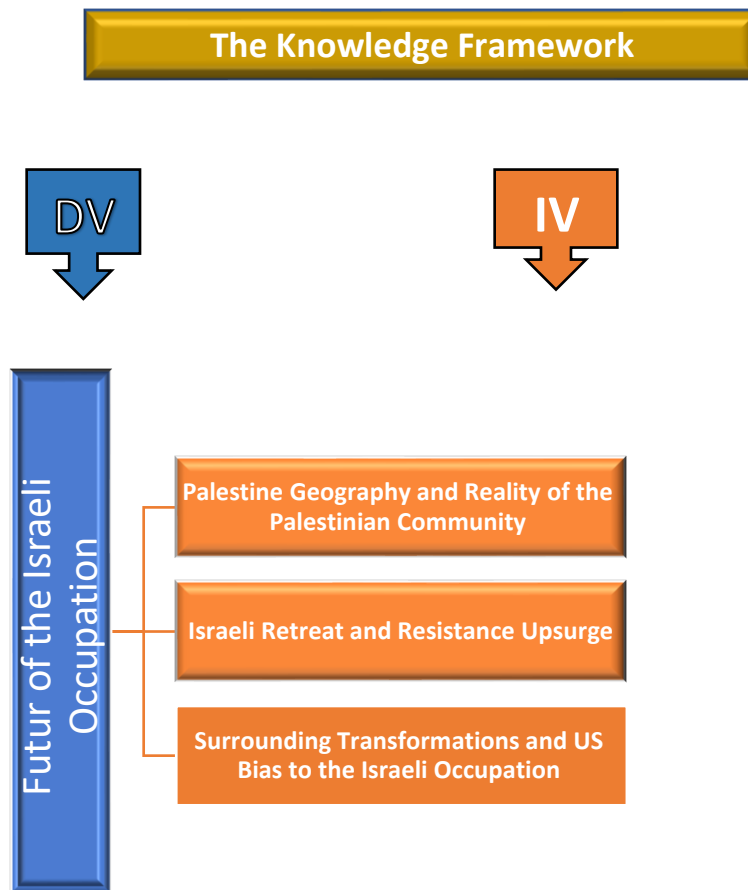 The Knowledge Framework
DV
IV
Futur of the Israeli
Occupation
Palestine Geography and Reality of the
Palestinian Community
Israeli Retreat and Resistance Upsurge
Surrounding Transformations and US
Bias to the Israeli Occupation